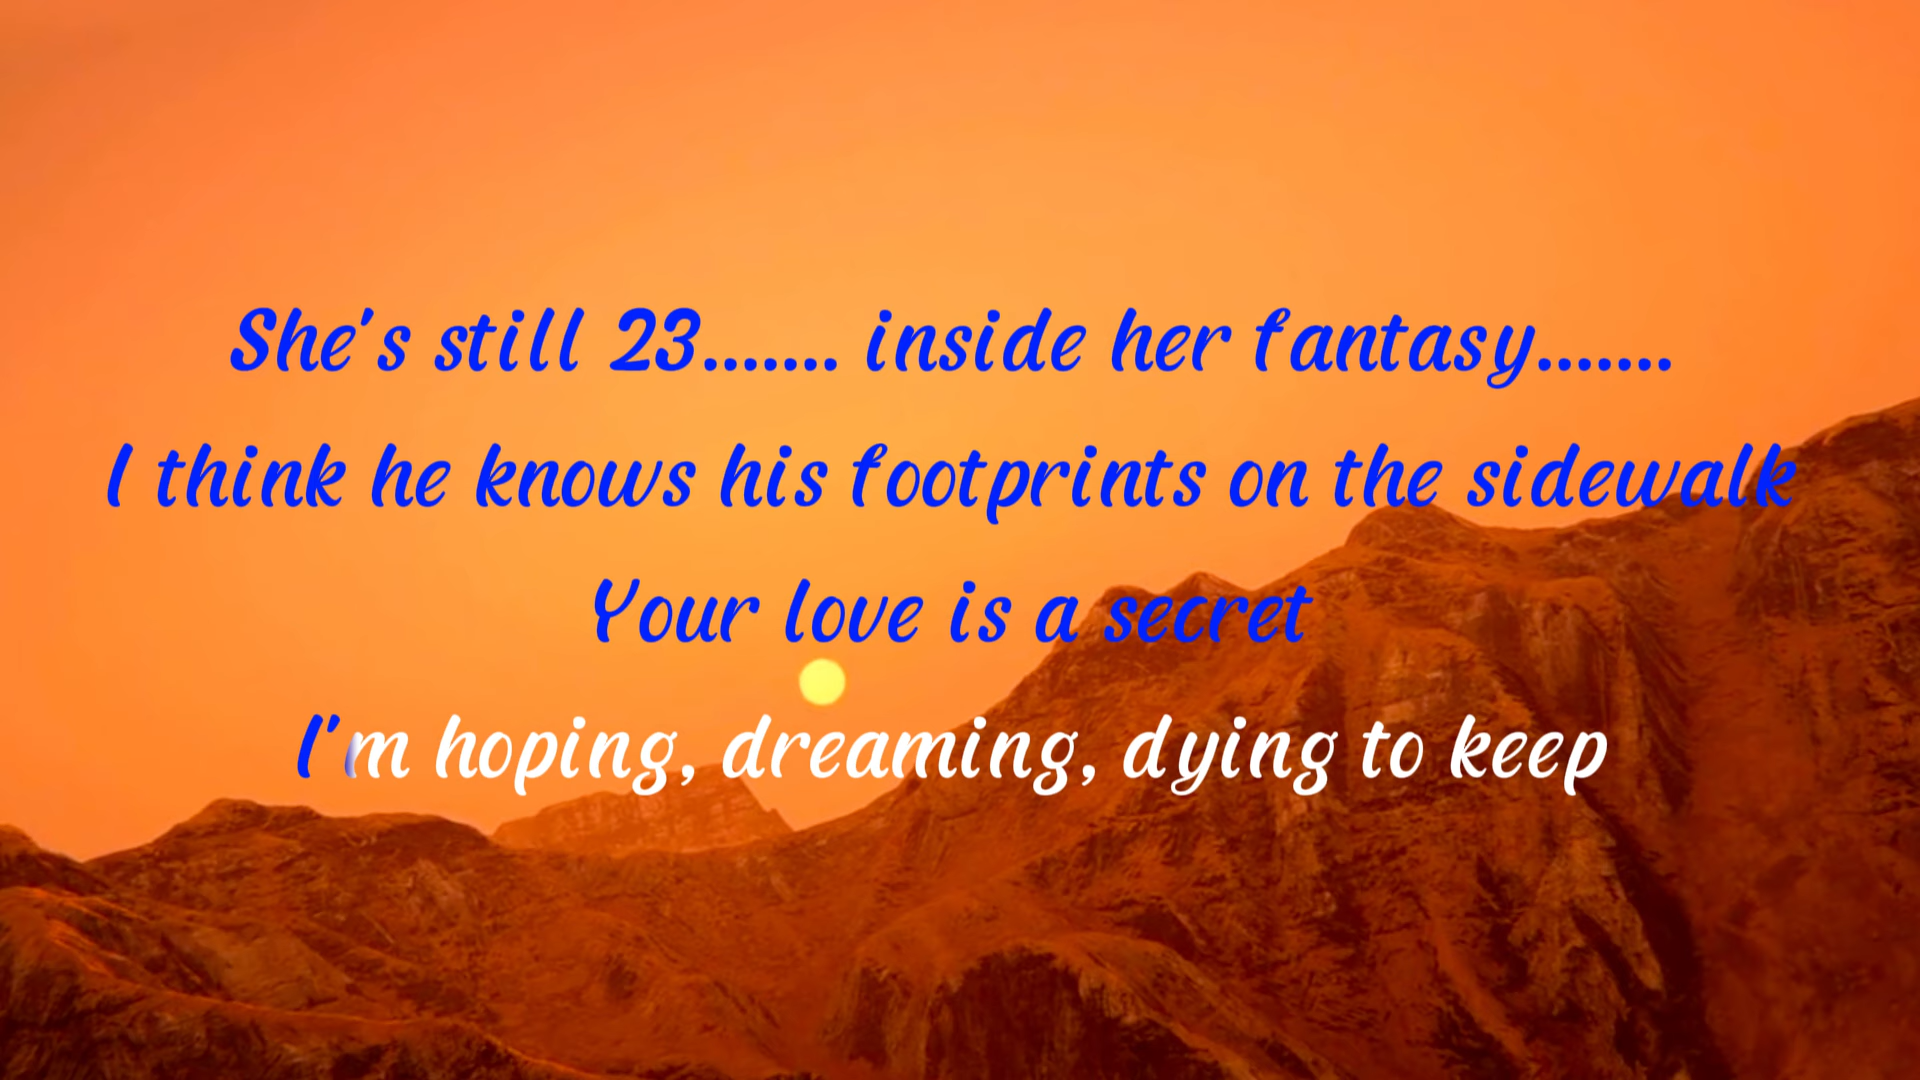 She's still 23....... inside her fantasy.......
I think he knows his footprints on the sidewalk
Your love is a secret
I'm hoping, dreaming, dying to keep